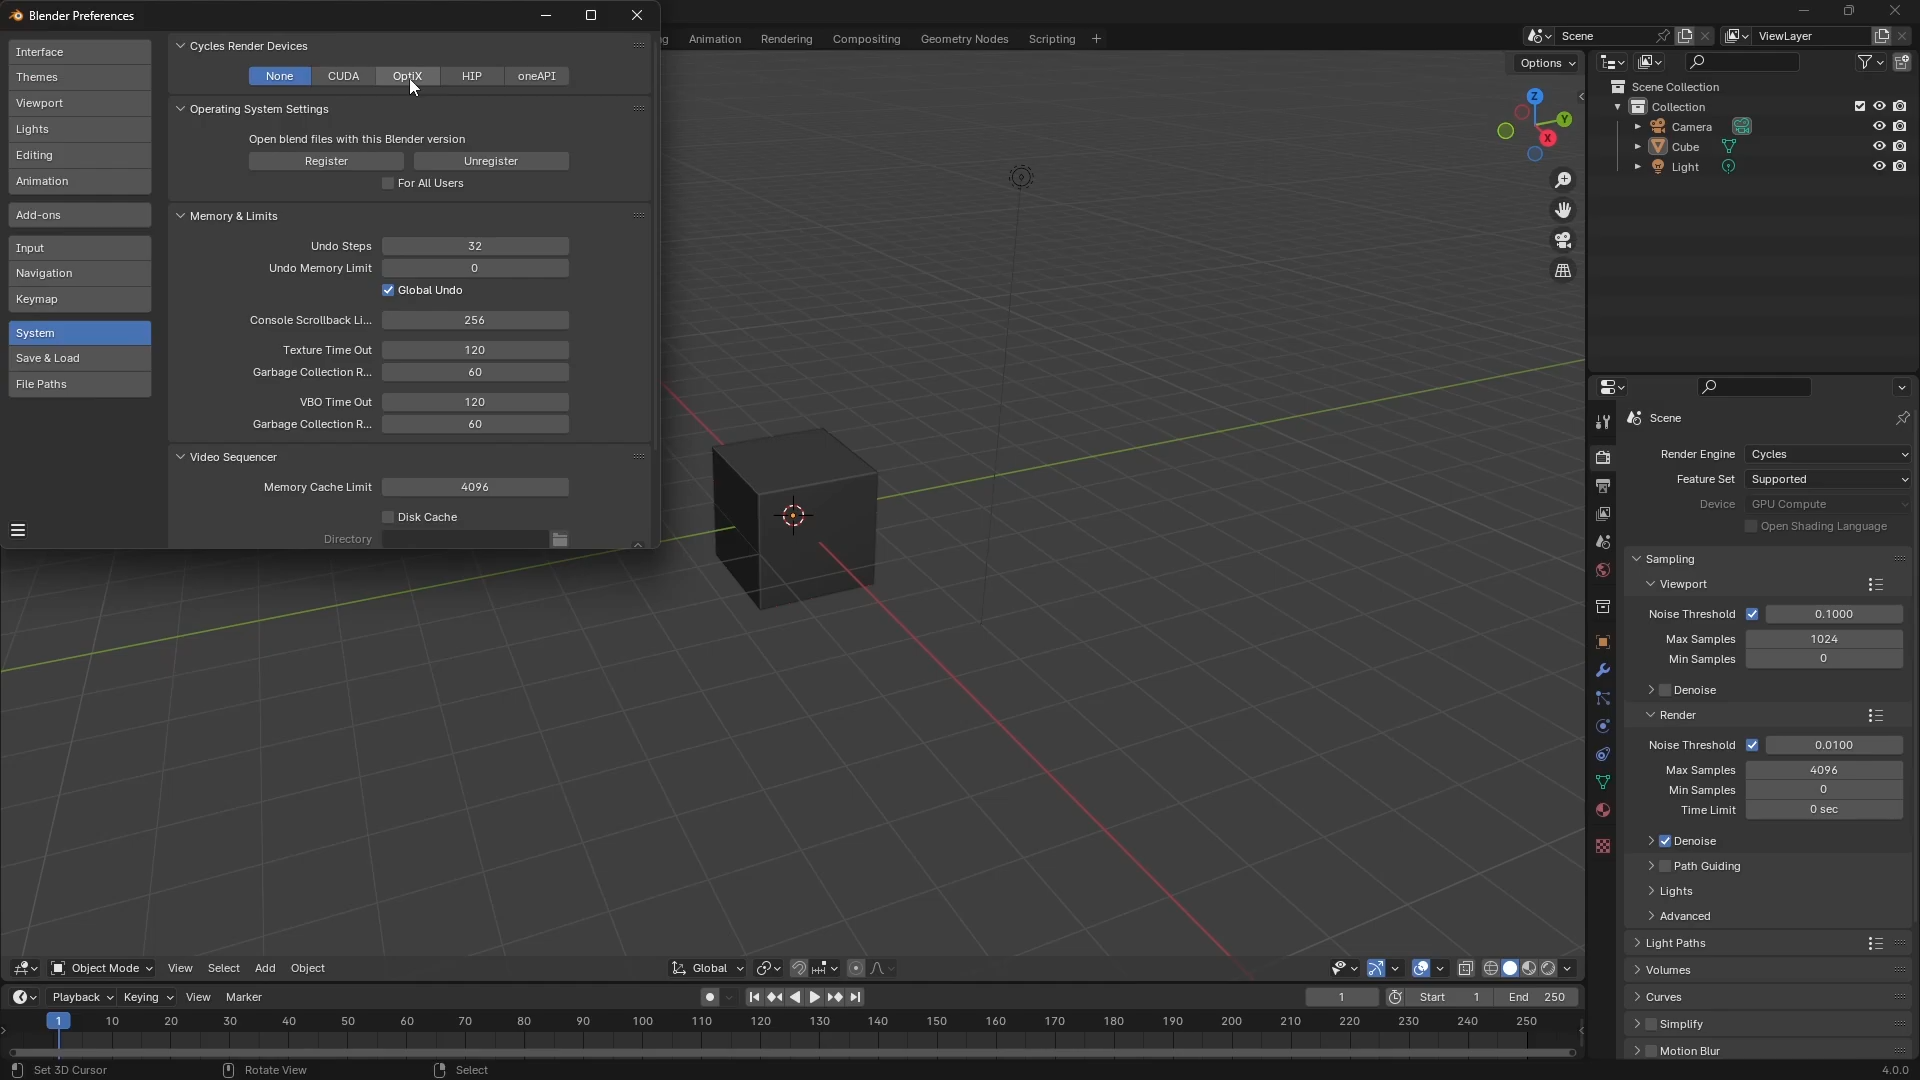 Blender Preferences
Interface
Themes
Viewport
Lights
Editing
Animation
Add-ons
Input
Navigation
Keymap
System
Save & Load
File Paths
Cycles Render Devices
None CUDA OptiX HIP oneAPI
Operating System Settings
Open blend files with this Blender version
Register Unregister
For All Users
Memory & Limits
Undo Steps 32
Undo Memory Limit 0
Global Undo
Console Scrollback Li... 256
Texture Time Out 120
Garbage Collection R... 60
VBO Time Out 120
Garbage Collection R... 60
Video Sequencer
Memory Cache Limit 4096
Disk Cache
Directory
Animation Rendering Compositing Geometry Nodes Scripting
Scene ViewLayer
Options
Z
Y
X
Scene Collection
Collection
Camera
Cube
Light
Scene
Render Engine Cycles
Feature Set Supported
Device GPU Compute
Open Shading Language
Sampling
Viewport
Noise Threshold 0.1000
Max Samples 1024
Min Samples 0
Denoise
Render
Noise Threshold 0.0100
Max Samples 4096
Min Samples 0
Time Limit 0 sec
Denoise
Path Guiding
Lights
Advanced
Light Paths
Volumes
Curves
Simplify
Motion Blur
Object Mode View Select Add Object Global
Playback Keying View Marker 1 Start 1 End 250
1 10 20 30 40 50 60 70 80 90 100 110 120 130 140 150 160 170 180 190 200 210 220 230 240 250
Set 3D Cursor Rotate View Select 4.0.0